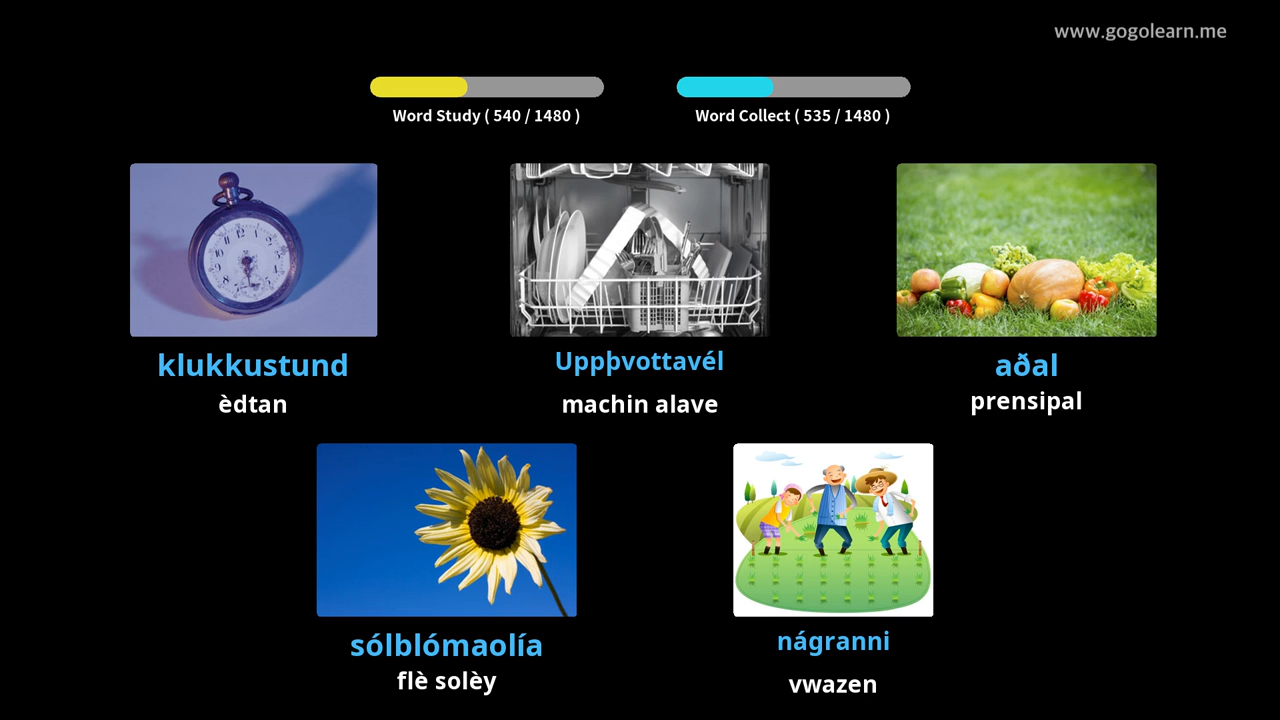 www.gogolearn.me
Word Study ( 540 / 1480 )
Word Collect ( 535 / 1480 )
klukkustund
èdtan
Uppþvottavél
machin alave
aðal
prensipal
sólblómaolía
flè solèy
nágranni
vwazen